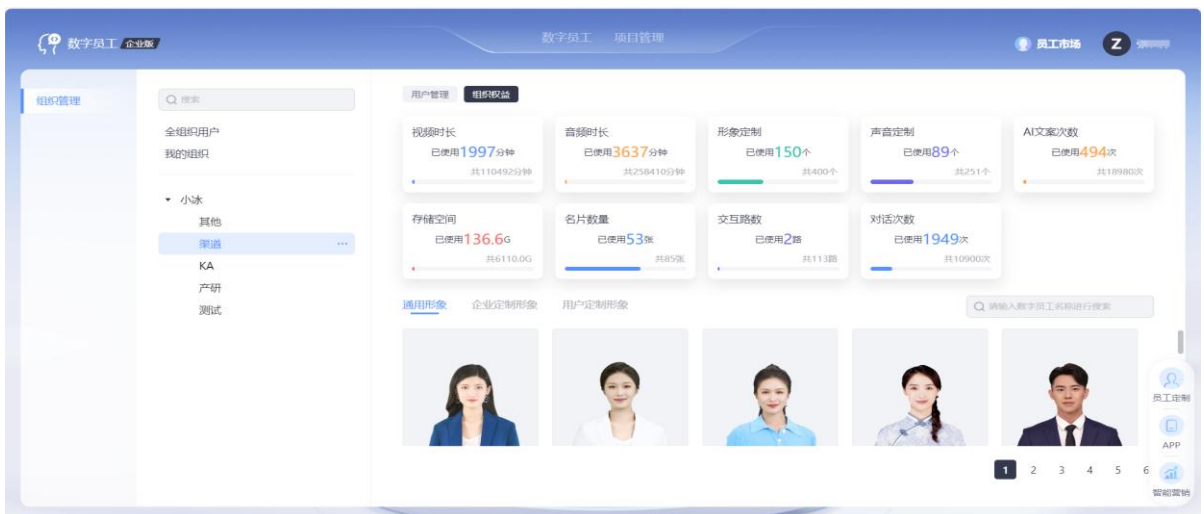 数字员工 企业版
数字员工 项目管理
员工市场
Z
组织管理
搜索
全组织用户
我的组织
小冰
其他
渠道
KA
产研
测试
用户管理 组织权益
视频时长
已使用1997分钟
共110492分钟
音频时长
已使用3637分钟
共258410分钟
形象定制
已使用150个
共400个
声音定制
已使用89个
共251个
AI文案次数
已使用494次
共18980次
存储空间
已使用136.6G
共6110.0G
名片数量
已使用53张
共85张
交互路数
已使用2路
共113路
对话次数
已使用1949次
共10900次
通用形象 企业定制形象 用户定制形象
请输入数字员工名称进行搜索
员工定制
APP
智能营销
1 2 3 4 5 6